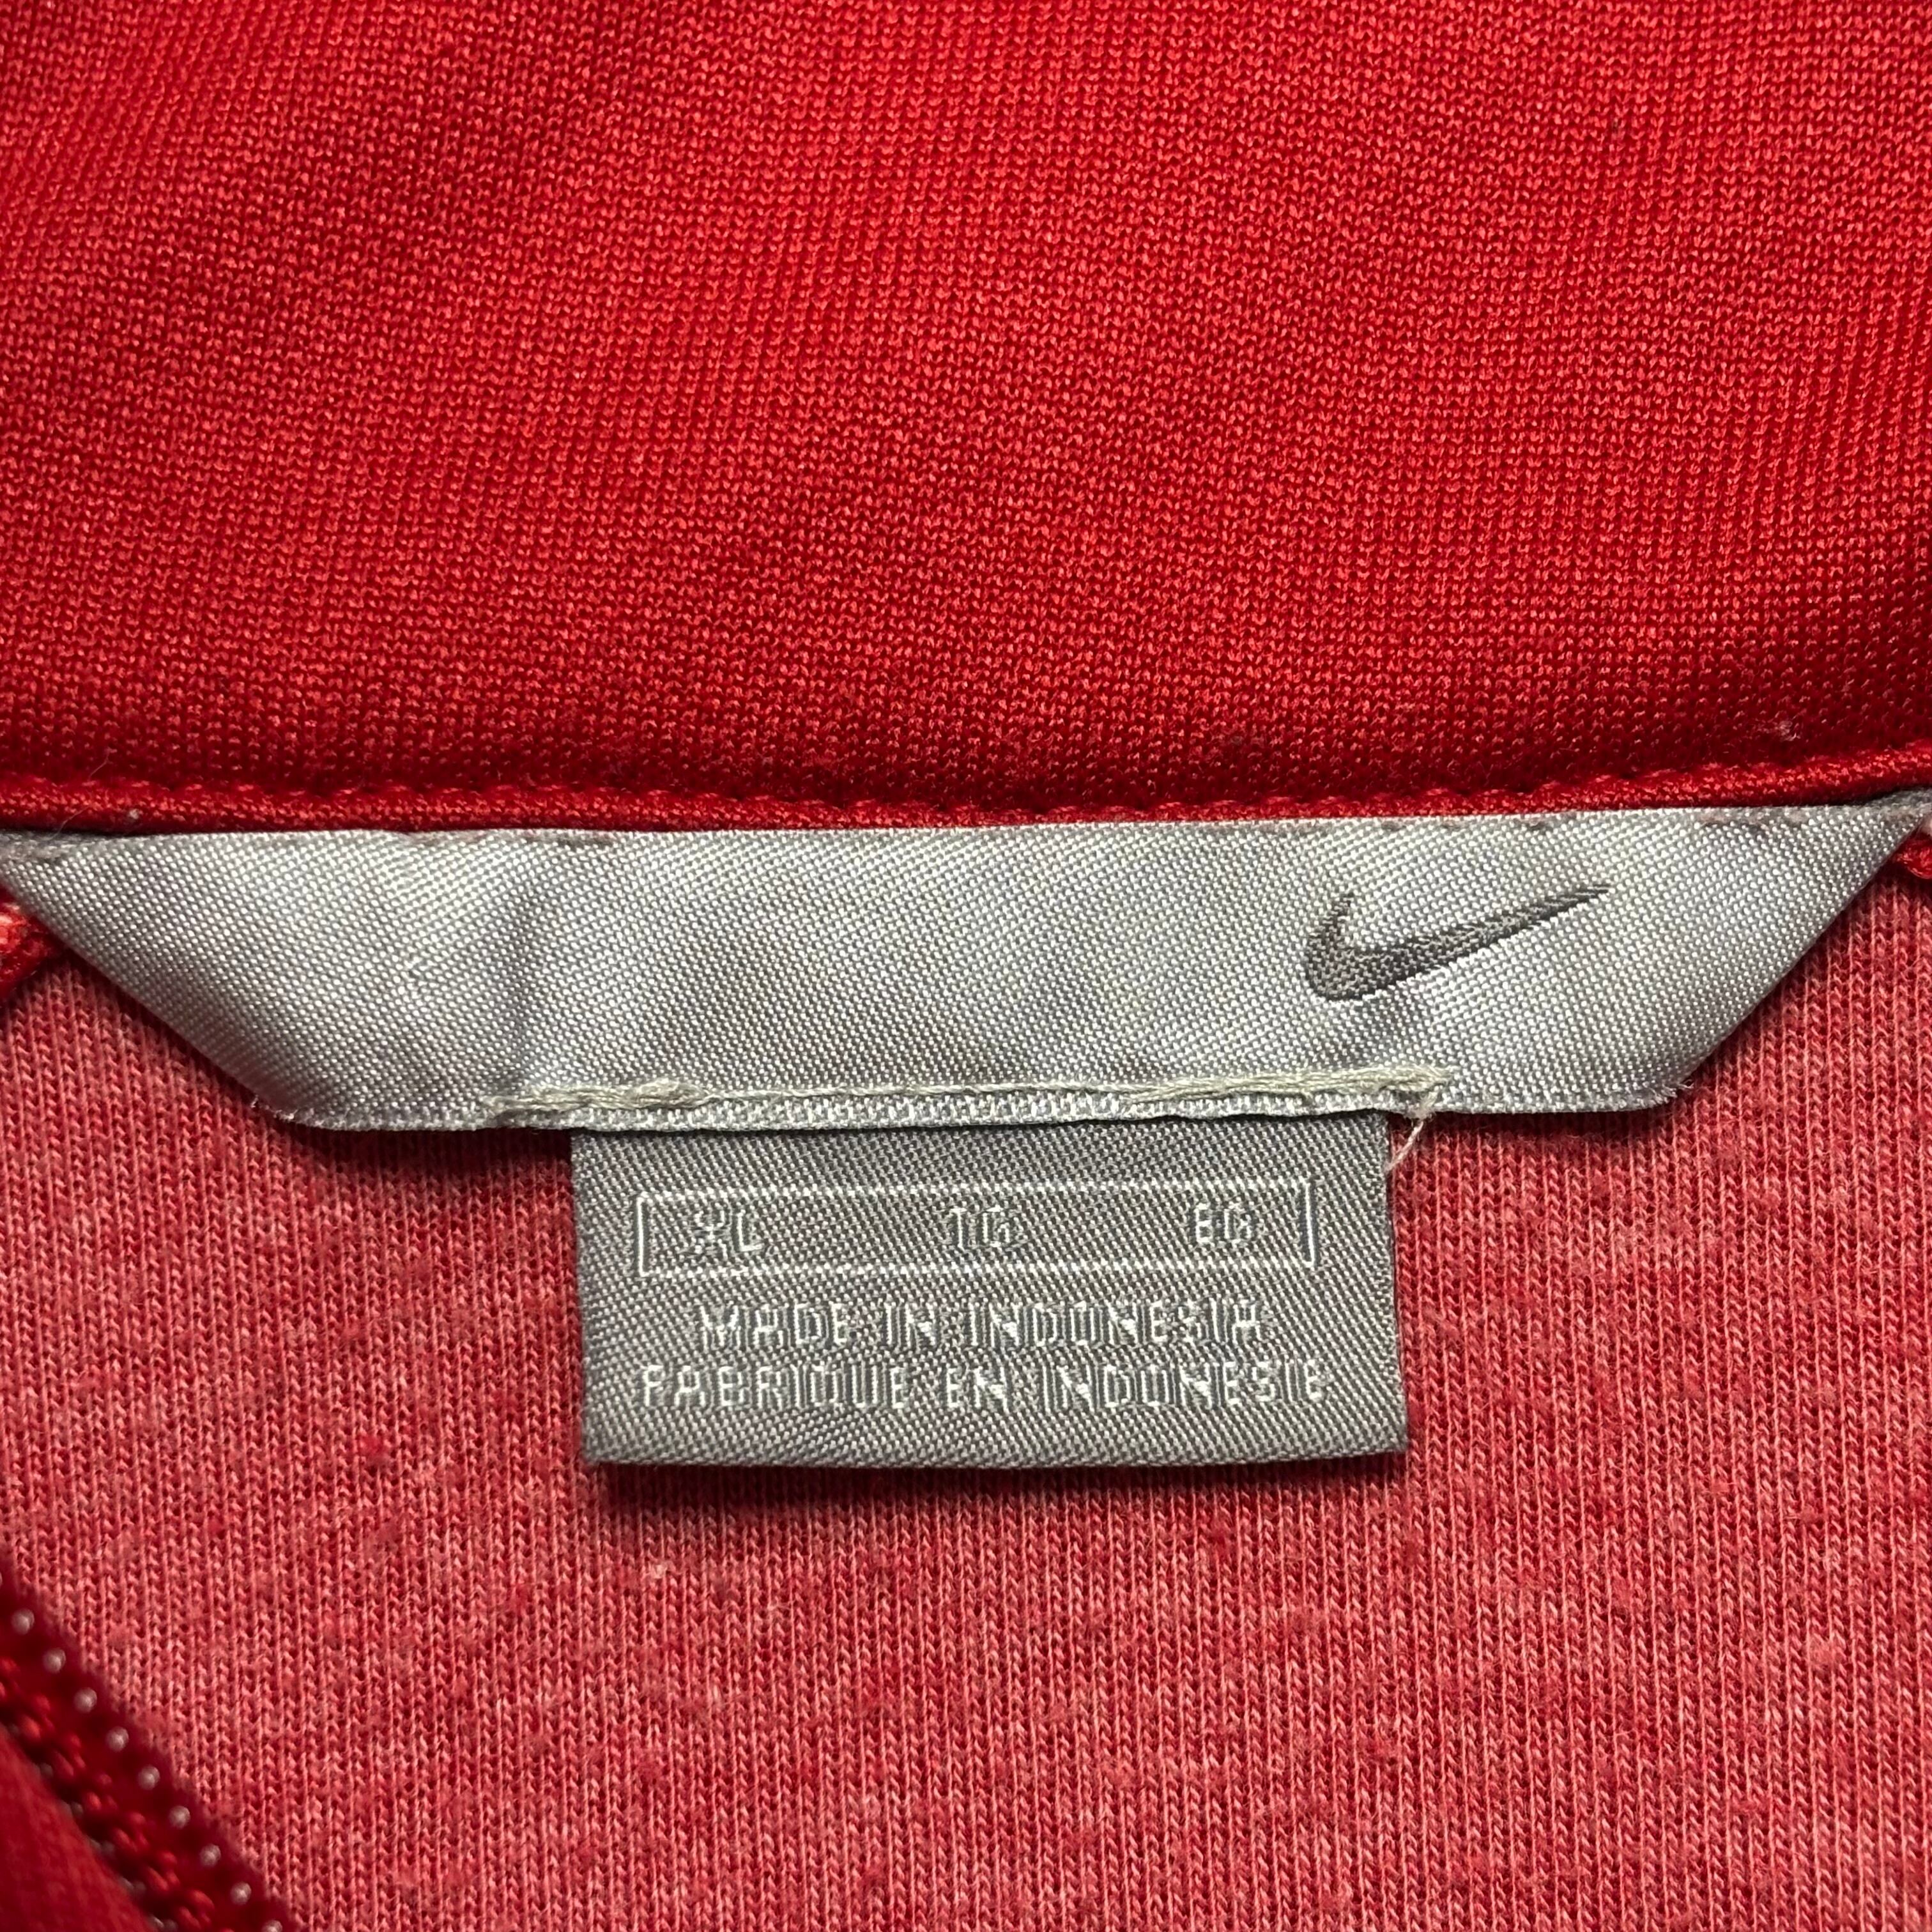 XL TG EG
MADE IN INDONESIA
FABRIQUE EN INDONESIE